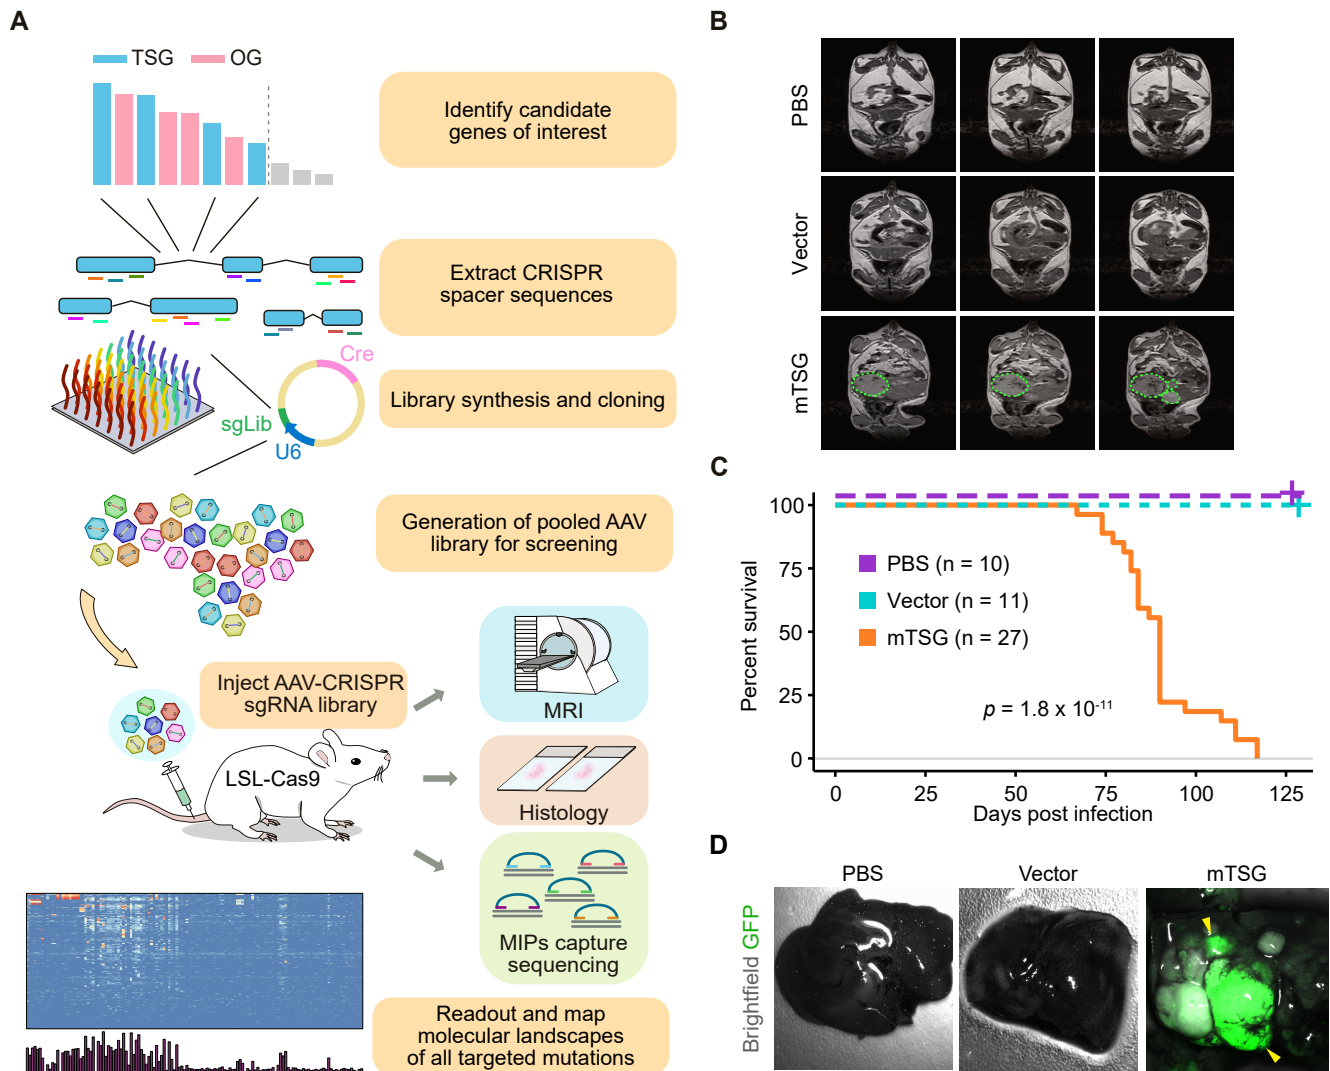 A
TSG
OG
Identify candidate
genes of interest
Extract CRISPR
spacer sequences
Cre
sgLib
U6
Library synthesis and cloning
Generation of pooled AAV
library for screening
Inject AAV-CRISPR
sgRNA library
LSL-Cas9
MRI
Histology
MIPs capture
sequencing
Readout and map
molecular landscapes
of all targeted mutations
B
PBS
Vector
mTSG
C
Percent survival
100
75
50
25
0
PBS (n = 10)
Vector (n = 11)
mTSG (n = 27)
p = 1.8 x 10⁻¹¹
0 25 50 75 100 125
Days post infection
D
PBS Vector mTSG
Brightfield GFP